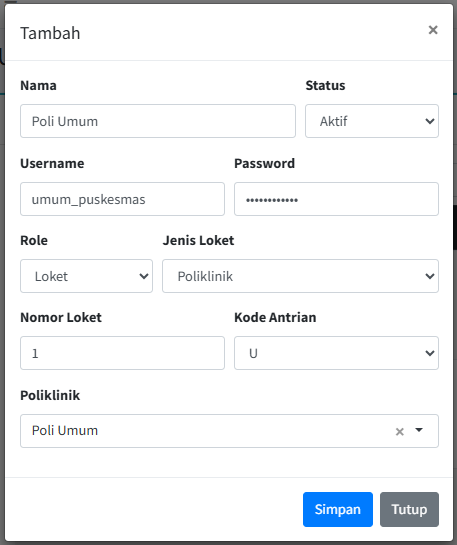 Tambah ×
Nama Status
Poli Umum Aktif
Username Password
umum_puskesmas ••••••••••••
Role Jenis Loket
Loket Poliklinik
Nomor Loket Kode Antrian
1 U
Poliklinik
Poli Umum ×
Simpan Tutup